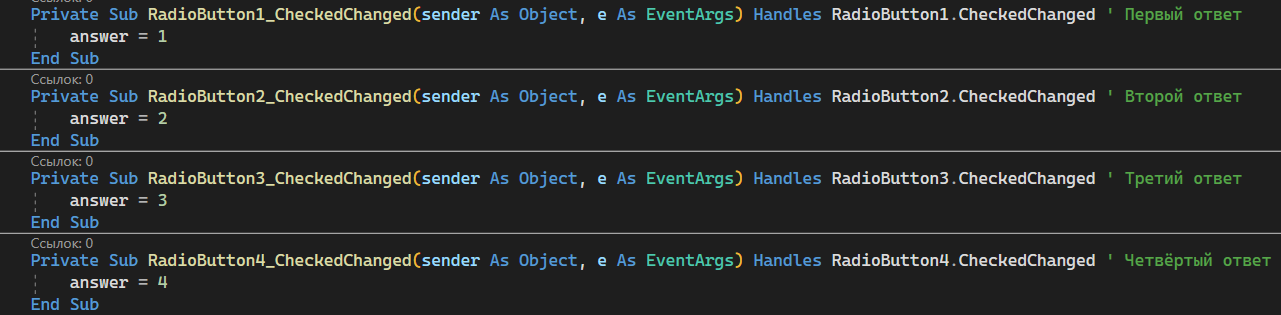 Ссылок: 0
Private Sub RadioButton1_CheckedChanged(sender As Object, e As EventArgs) Handles RadioButton1.CheckedChanged ' Первый ответ
answer = 1
End Sub
Ссылок: 0
Private Sub RadioButton2_CheckedChanged(sender As Object, e As EventArgs) Handles RadioButton2.CheckedChanged ' Второй ответ
answer = 2
End Sub
Ссылок: 0
Private Sub RadioButton3_CheckedChanged(sender As Object, e As EventArgs) Handles RadioButton3.CheckedChanged ' Третий ответ
answer = 3
End Sub
Ссылок: 0
Private Sub RadioButton4_CheckedChanged(sender As Object, e As EventArgs) Handles RadioButton4.CheckedChanged ' Четвёртый ответ
answer = 4
End Sub